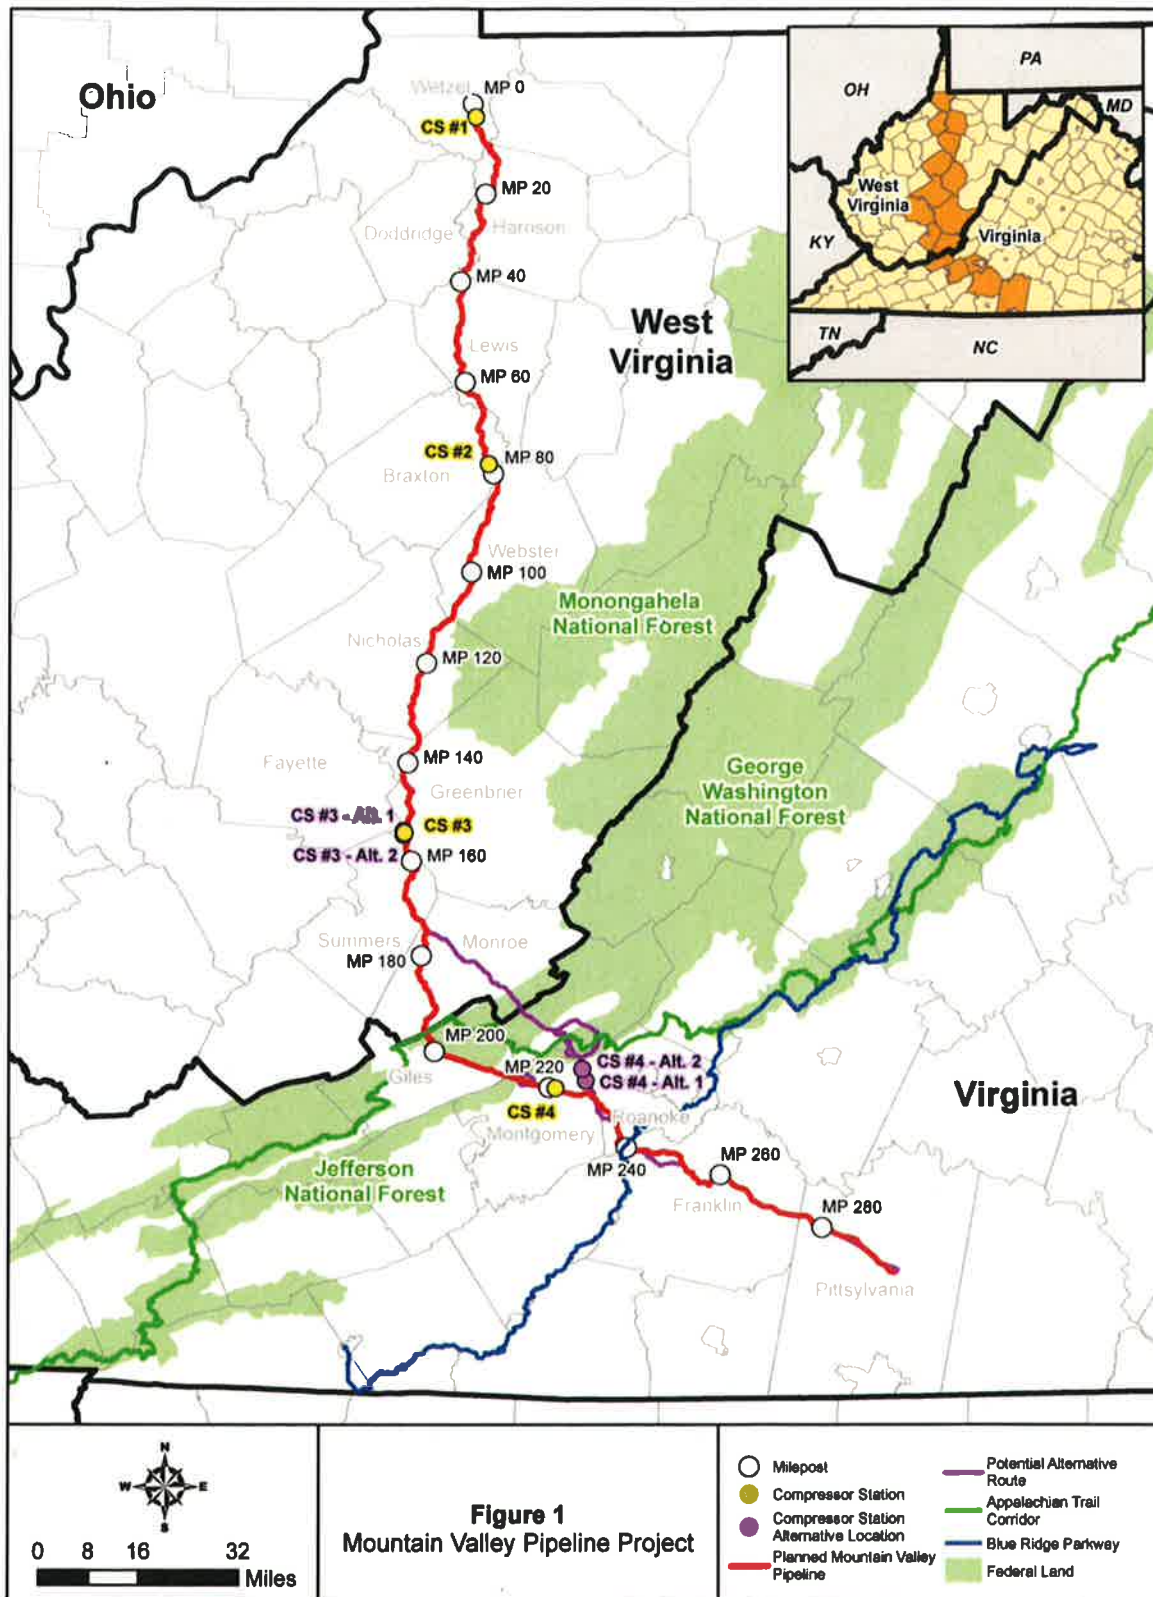 Ohio
Wetzel
MP 0
CS #1
MP 20
Doddridge
Harrison
MP 40
West
Virginia
Lewis
MP 60
CS #2
MP 80
Braxton
Webster
MP 100
Monongahela
National Forest
Nicholas
MP 120
MP 140
Fayette
Greenbrier
George
Washington
National Forest
CS #3 - Alt. 1
CS #3
CS #3 - Alt. 2
MP 160
Summers
Monroe
MP 180
MP 200
MP 220
Giles
CS #4 - Alt. 2
CS #4 - Alt. 1
CS #4
Roanoke
Montgomery
Virginia
MP 240
MP 260
Jefferson
National Forest
Franklin
MP 280
Pittsylvania
OH
PA
MD
West
Virginia
Virginia
KY
TN
NC
N
W
E
S
0 8 16 32
Miles
Figure 1
Mountain Valley Pipeline Project
Milepost
Compressor Station
Compressor Station
Alternative Location
Planned Mountain Valley
Pipeline
Potential Alternative
Route
Appalachian Trail
Corridor
Blue Ridge Parkway
Federal Land